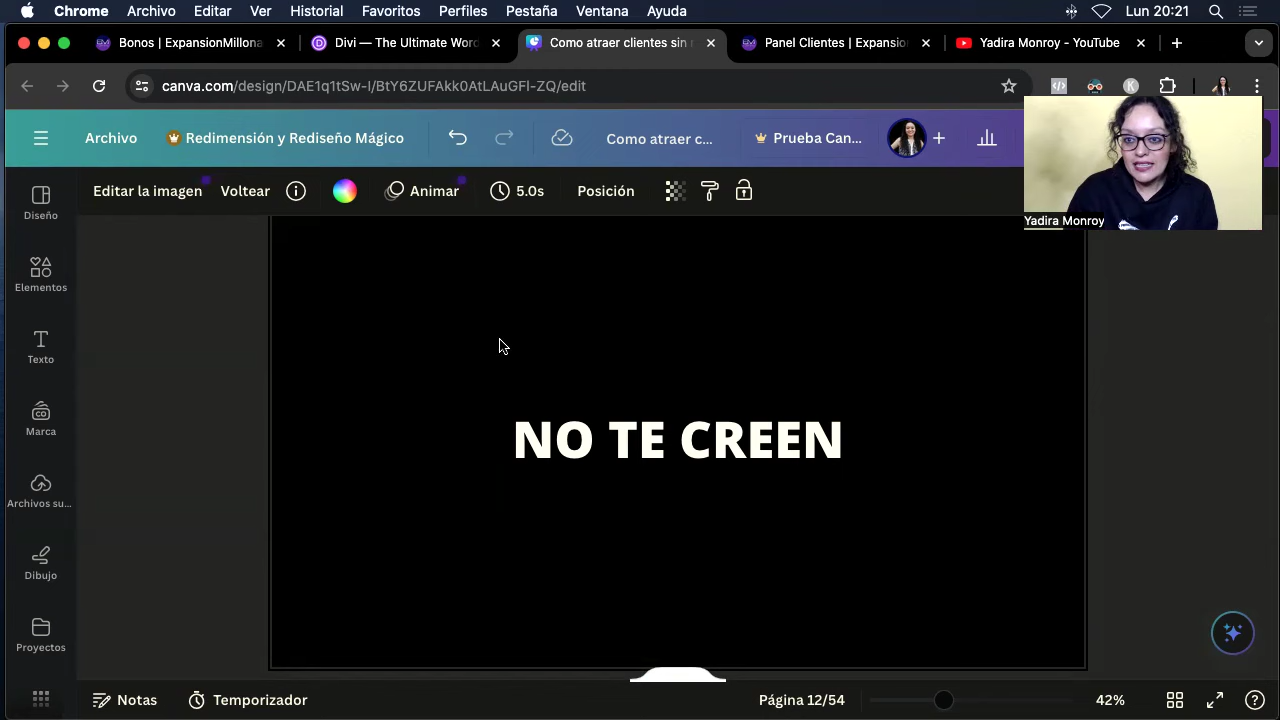 Chrome Archivo Editar Ver Historial Favoritos Perfiles Pestaña Ventana Ayuda Lun 20:21
Bonos | ExpansionMillona Divi — The Ultimate Word Como atraer clientes sin Panel Clientes | Expansion Yadira Monroy - YouTube
canva.com/design/DAE1q1tSw-I/BtY6ZUFAkk0AtLAuGFl-ZQ/edit
Archivo Redimensión y Rediseño Mágico Como atraer c... Prueba Can...
Editar la imagen Voltear Animar 5.0s Posición
Yadira Monroy
Diseño
Elementos
Texto
Marca
Archivos su...
Dibujo
Proyectos
NO TE CREEN
Notas Temporizador Página 12/54 42%